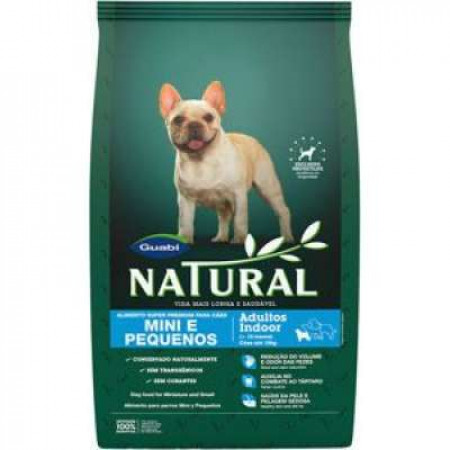 Guabi
NATURAL
VIDA MAIS LONGA E SAUDÁVEL
ALIMENTO SUPER PREMIUM PARA CÃES
MINI E
PEQUENOS
Adultos
Indoor
CONSERVADO NATURALMENTE
SEM TRANSGÊNICOS
SEM CORANTES
Dog food for Miniature and Small
Alimento para perros Mini y Pequeños
100%
REDUÇÃO DO VOLUME
E ODOR DAS FEZES
AUXILIA NO
COMBATE AO TÁRTARO
SAÚDE DA PELE E
PELAGEM SEDOSA